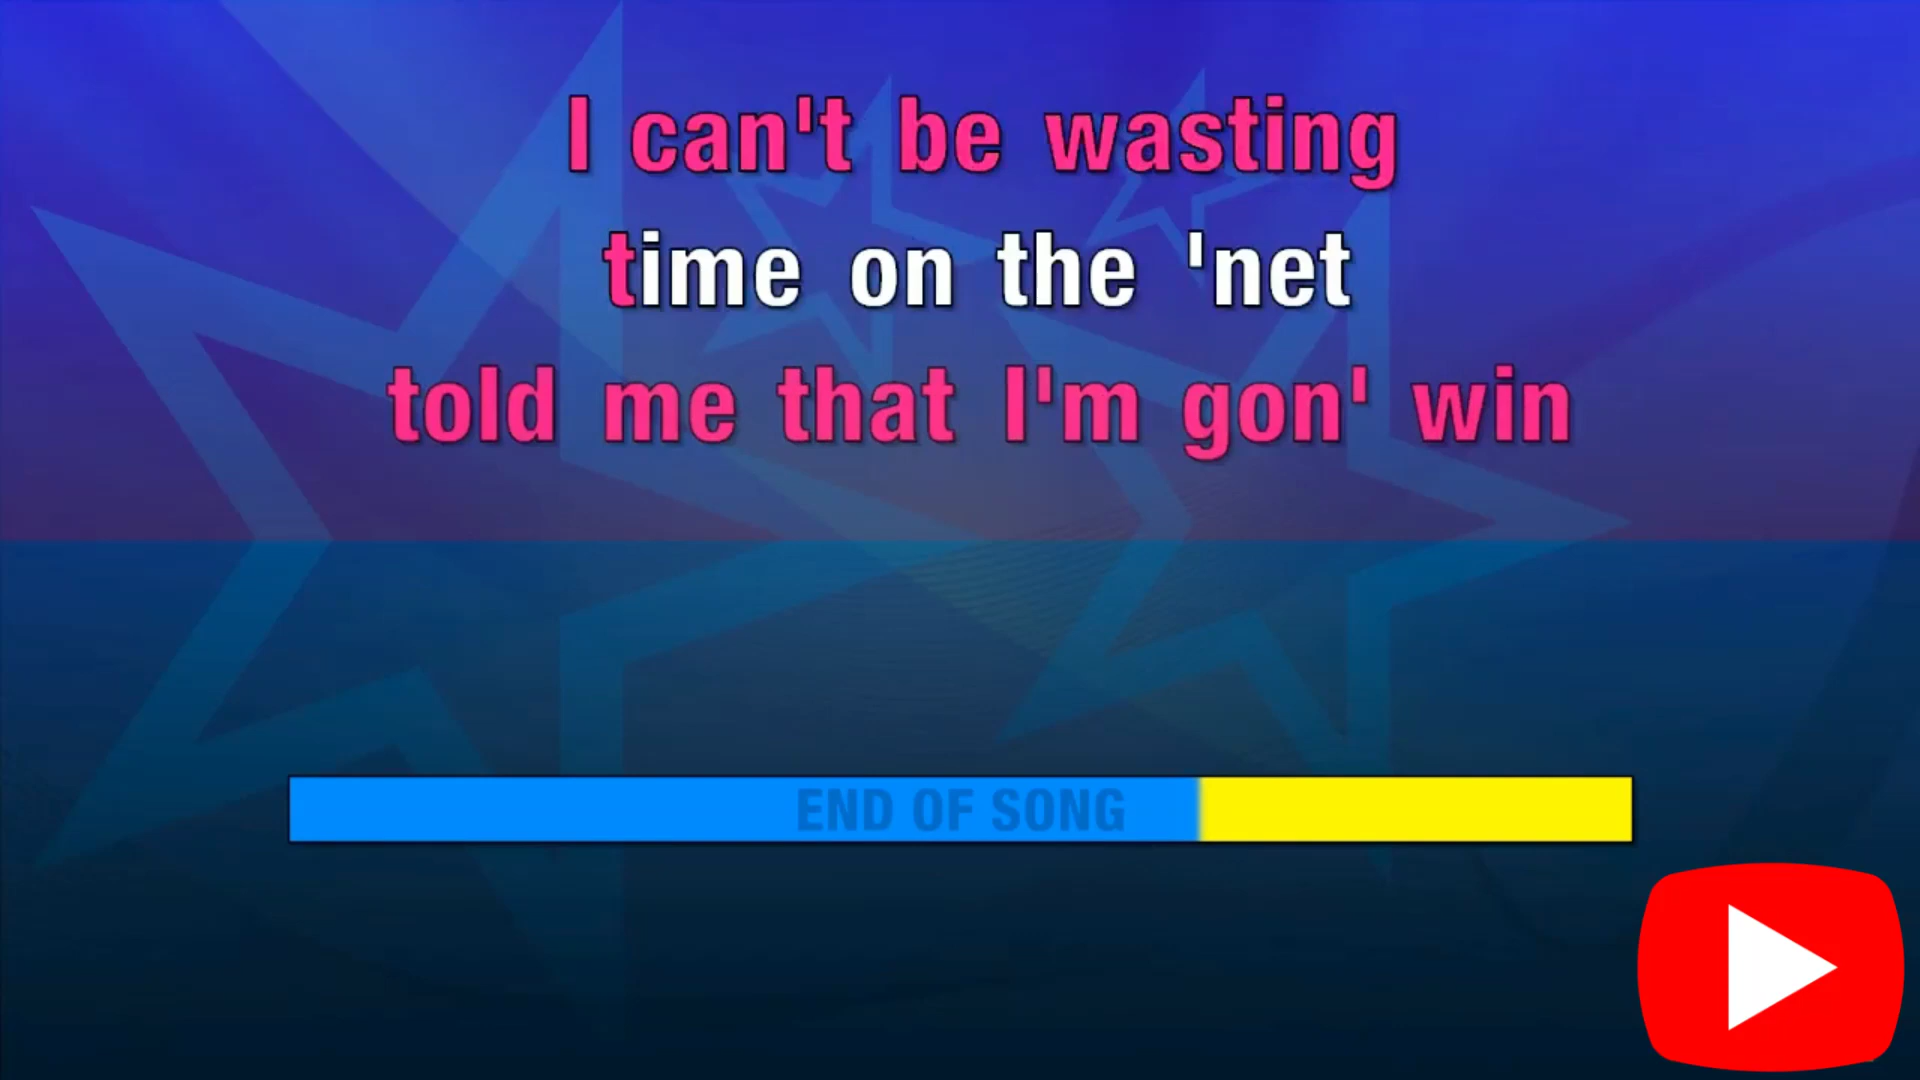 I can't be wasting
time on the 'net
told me that I'm gon' win
END OF SONG